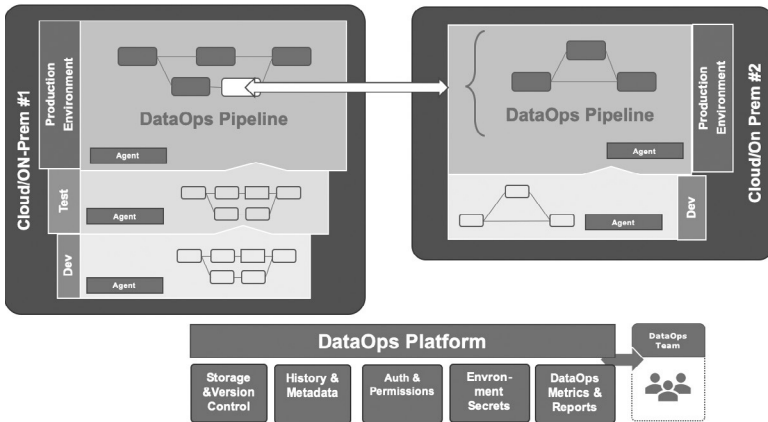 Cloud/ON-Prem #1
Production
Environment
DataOps Pipeline
Agent
Test
Agent
Dev
Agent
DataOps Pipeline
Agent
Production
Environment
Cloud/On Prem #2
Agent
Dev
DataOps Platform
Storage
&Version
Control
History &
Metadata
Auth &
Permissions
Envron-
ment
Secrets
DataOps
Metrics &
Reports
DataOps
Team